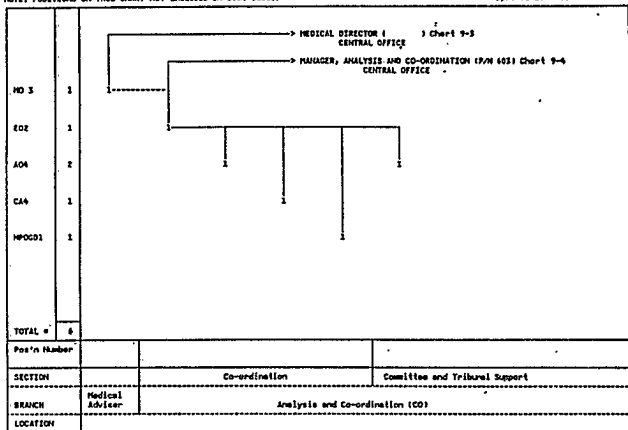 MEDICAL DIRECTOR ( ) Chart 9-3
CENTRAL OFFICE
MANAGER, ANALYSIS AND CO-ORDINATION (P/N 603) Chart 9-4
CENTRAL OFFICE
MO 3 1 1
EO2 1 1
AO4 2 1 1
CA4 1 1
MPOGD1 1 1
TOTAL = 6
Pos'n Number
SECTION Co-ordination Committee and Tribunal Support
BRANCH Medical Adviser Analysis and Co-ordination (CO)
LOCATION